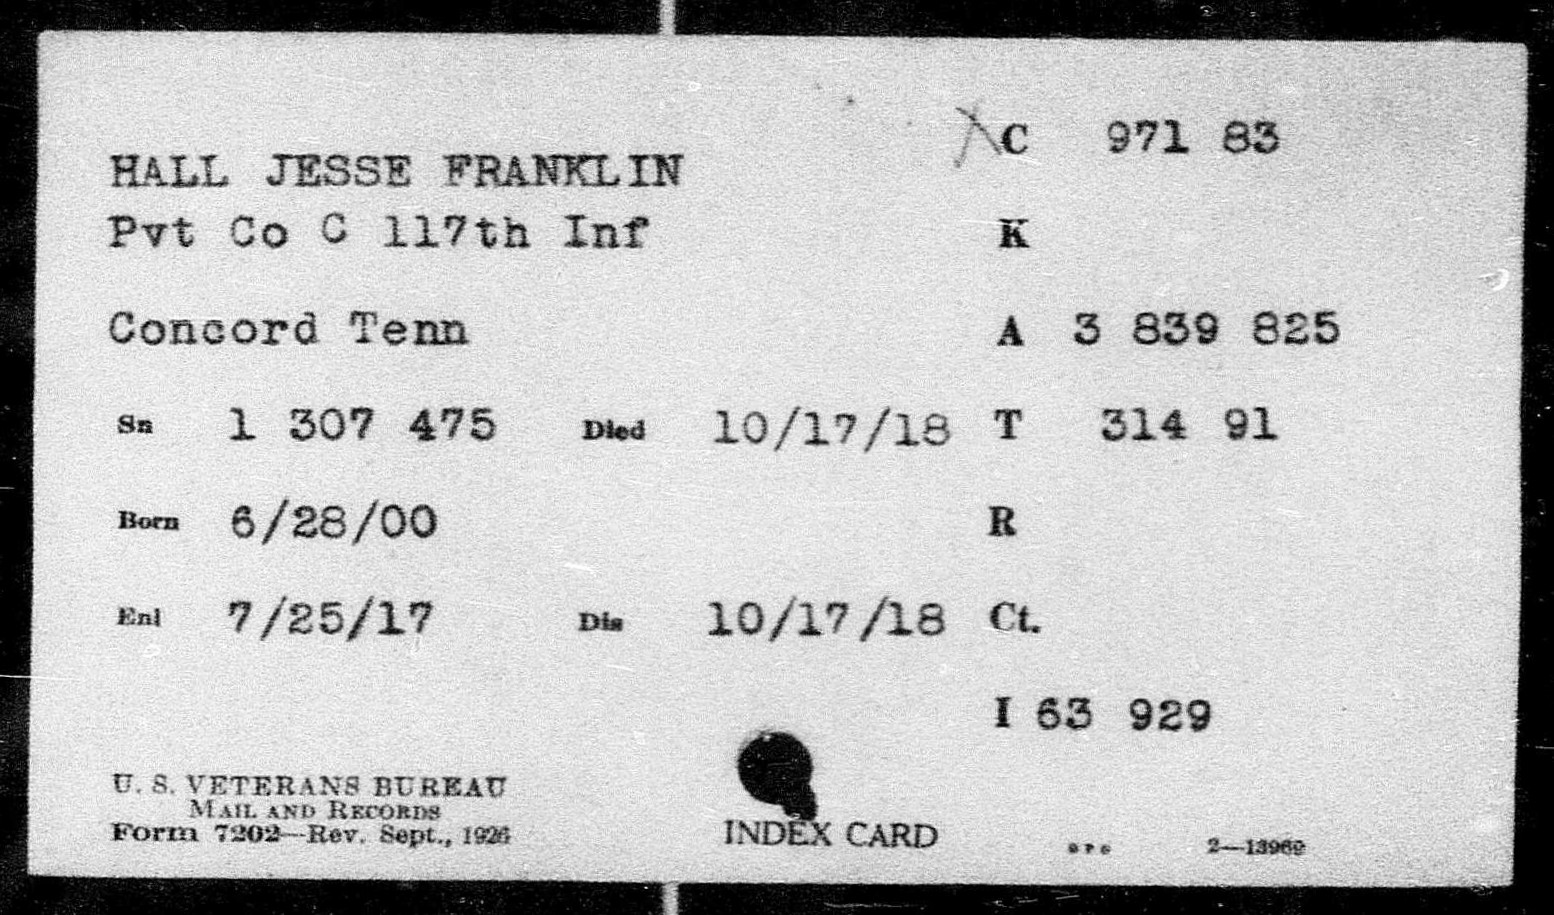 C 971 83
HALL JESSE FRANKLIN
Pvt Co C 117th Inf
K
Concord Tenn
A 3 839 825
Sn 1 307 475 Died 10/17/18 T 314 91
Born 6/28/00
R
Enl 7/25/17 Dis 10/17/18 Ct.
I 63 929
U. S. VETERANS BUREAU
MAIL AND RECORDS
Form 7202—Rev. Sept., 1926
INDEX CARD
GPO 2—13969